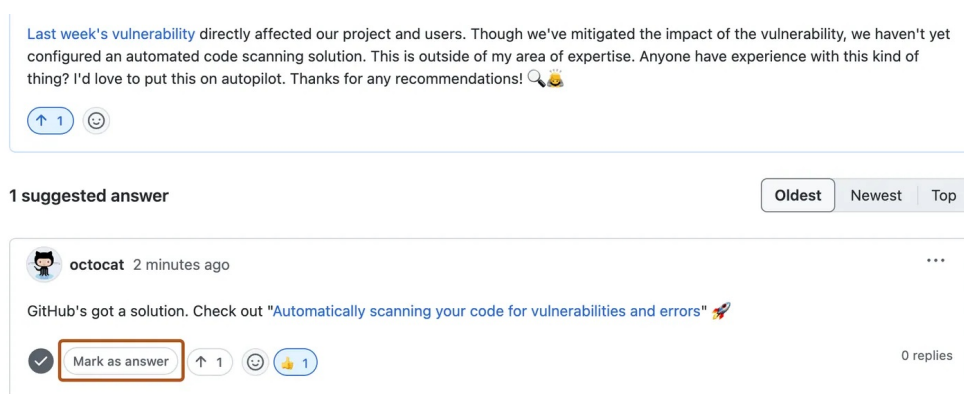 Last week's vulnerability directly affected our project and users. Though we've mitigated the impact of the vulnerability, we haven't yet
configured an automated code scanning solution. This is outside of my area of expertise. Anyone have experience with this kind of
thing? I'd love to put this on autopilot. Thanks for any recommendations! 🔍🙇
↑ 1
1 suggested answer
Oldest Newest Top
octocat 2 minutes ago
GitHub's got a solution. Check out "Automatically scanning your code for vulnerabilities and errors" 🚀
Mark as answer ↑ 1 👍 1 0 replies